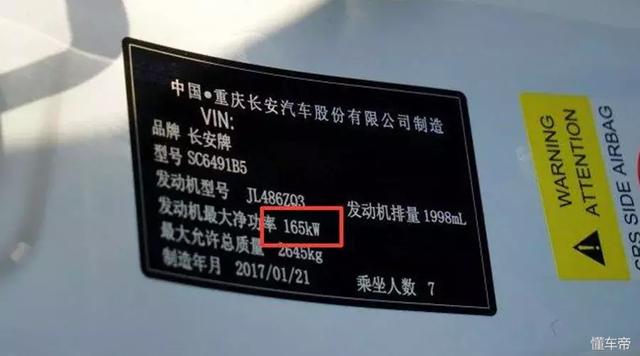 中国●重庆长安汽车股份有限公司制造
VIN:
品牌 长安牌
型号 SC6491B5
发动机型号 JL486ZQ3 发动机排量 1998mL
发动机最大净功率 165kW
最大允许总质量 2645kg
制造年月 2017/01/21 乘坐人数 7
WARNING
ATTENTION
CRS SIDE AIRBAG
懂车帝